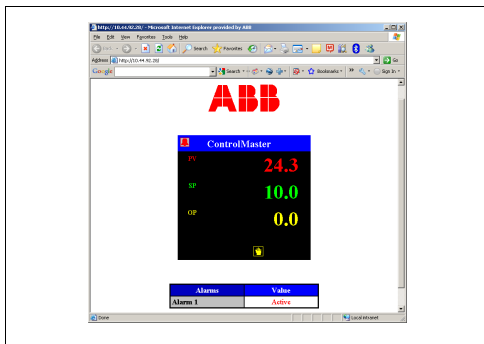 http://10.44.92.28/ - Microsoft Internet Explorer provided by ABB
File Edit View Favorites Tools Help
Back Search Favorites
Address http://10.44.92.28/ Go
Google Search Bookmarks Sign In
ABB
ControlMaster
PV 24.3
SP 10.0
OP 0.0
Alarms Value
Alarm 1 Active
Done Local intranet